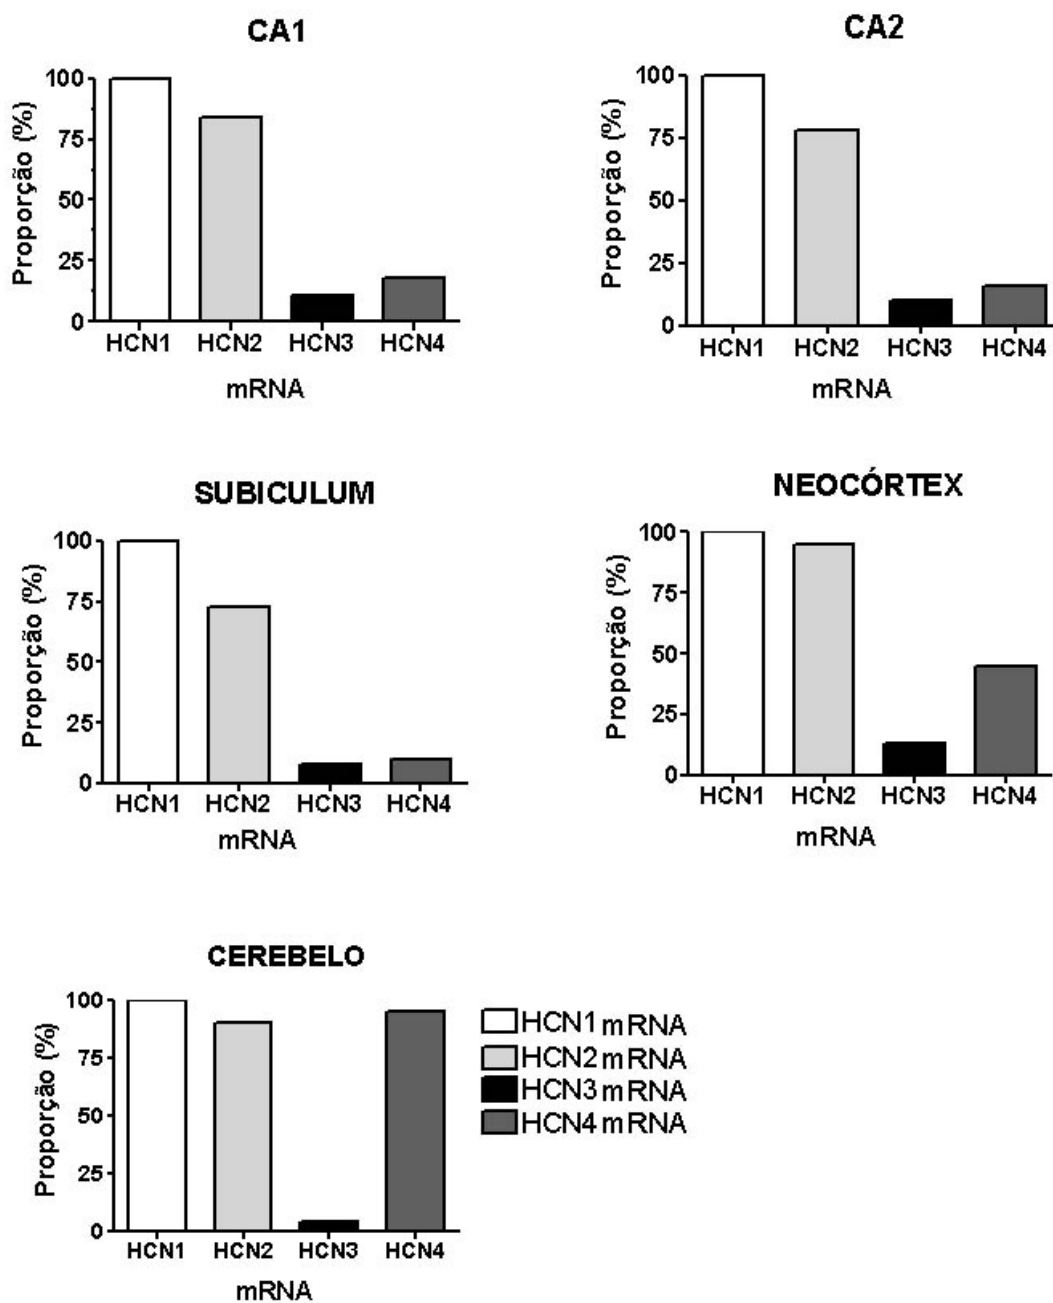 CA1
Proporção (%)
100
75
50
25
0
HCN1 HCN2 HCN3 HCN4
mRNA
CA2
Proporção (%)
100
75
50
25
0
HCN1 HCN2 HCN3 HCN4
mRNA
SUBICULUM
Proporção (%)
100
75
50
25
0
HCN1 HCN2 HCN3 HCN4
mRNA
NEOCÓRTEX
Proporção (%)
100
75
50
25
0
HCN1 HCN2 HCN3 HCN4
mRNA
CEREBELO
Proporção (%)
100
75
50
25
0
HCN1 HCN2 HCN3 HCN4
mRNA
HCN1 mRNA
HCN2 mRNA
HCN3 mRNA
HCN4 mRNA